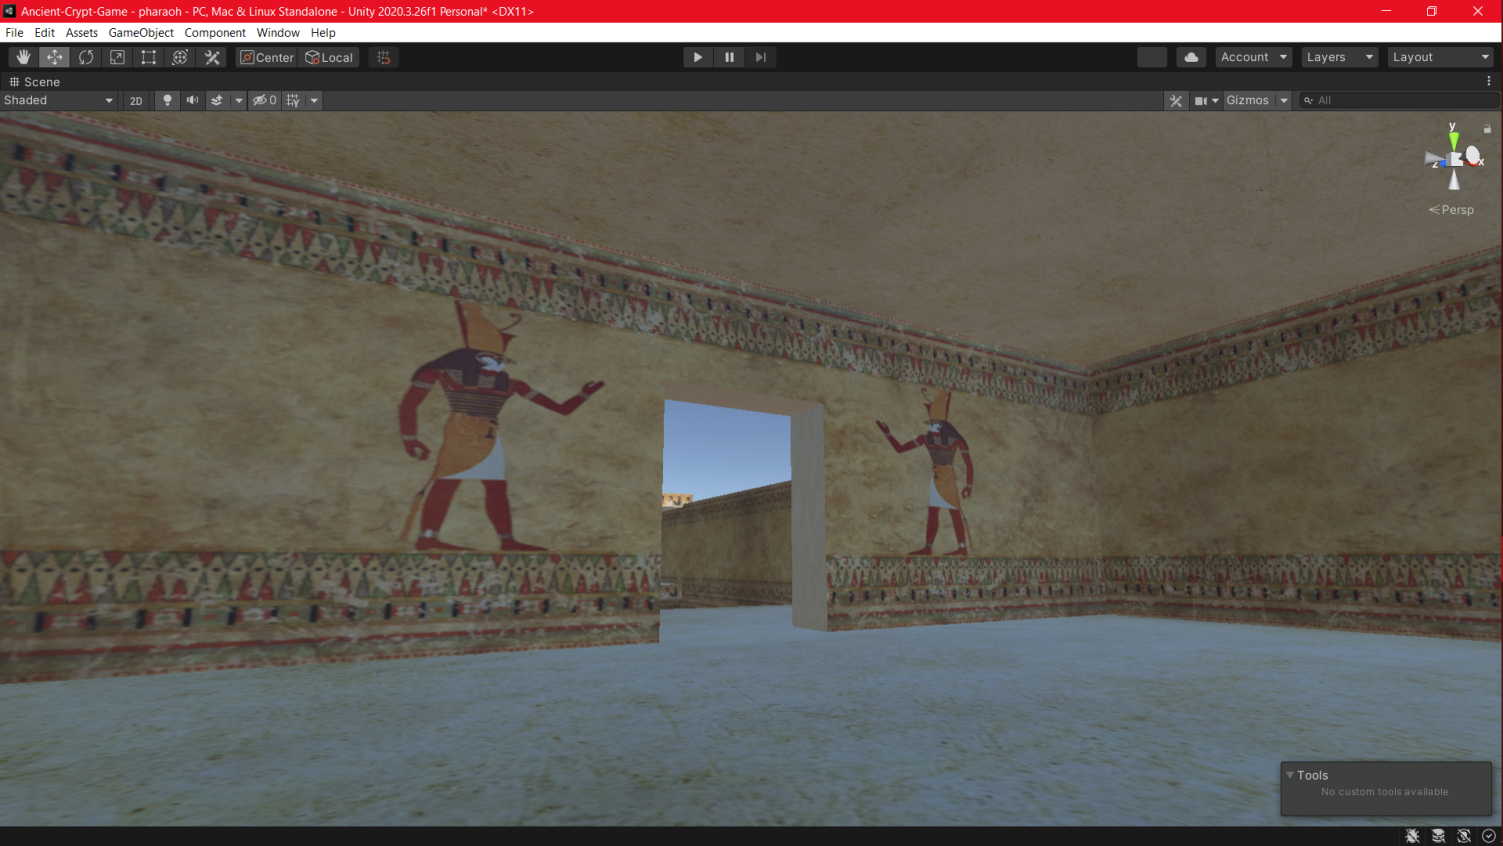 Ancient-Crypt-Game - pharaoh - PC, Mac & Linux Standalone - Unity 2020.3.26f1 Personal* <DX11>
File Edit Assets GameObject Component Window Help
Center Local Account Layers Layout
Scene
Shaded 2D 0 Gizmos All
y
z x
Persp
Tools
No custom tools available